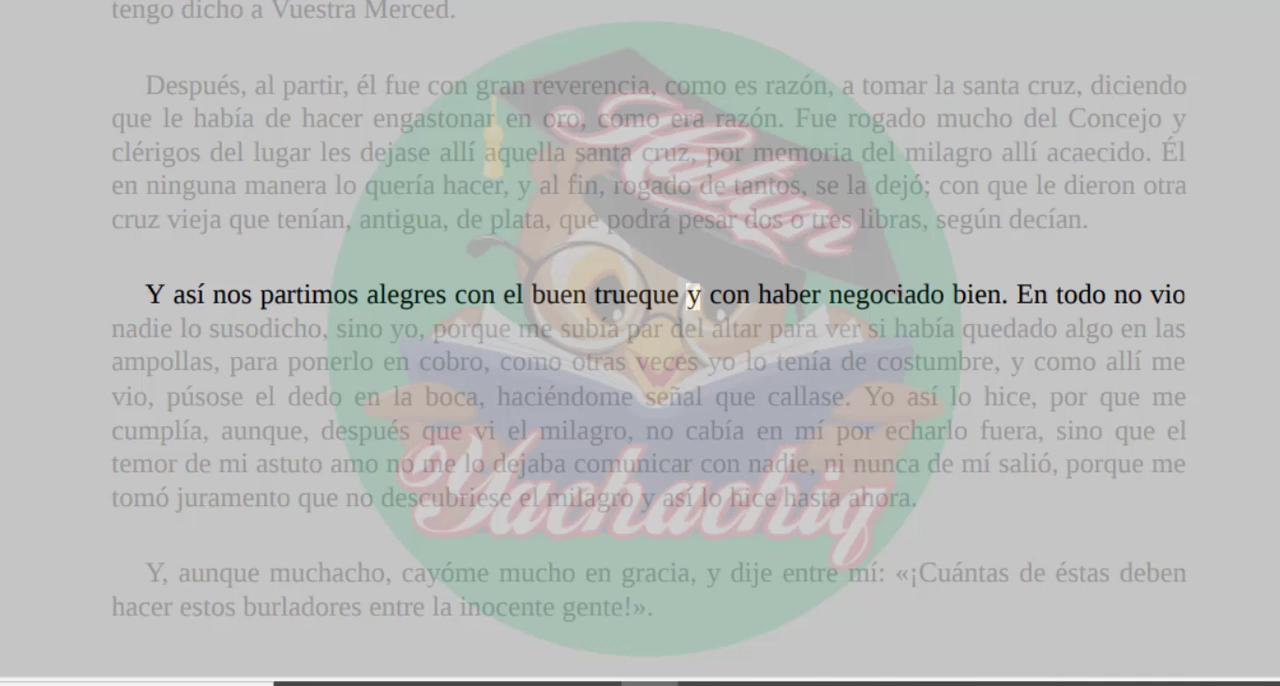 tengo dicho a Vuestra Merced.
Después, al partir, él fue con gran reverencia, como es razón, a tomar la santa cruz, diciendo
que le había de hacer engastonar en oro, como era razón. Fue rogado mucho del Concejo y
clérigos del lugar les dejase allí aquella santa cruz, por memoria del milagro allí acaecido. Él
en ninguna manera lo quería hacer, y al fin, rogado de tantos, se la dejó; con que le dieron otra
cruz vieja que tenían, antigua, de plata, que podrá pesar dos o tres libras, según decían.
Y así nos partimos alegres con el buen trueque y con haber negociado bien. En todo no vio
nadie lo susodicho, sino yo, porque me subía par del altar para ver si había quedado algo en las
ampollas, para ponerlo en cobro, como otras veces yo lo tenía de costumbre, y como allí me
vio, púsose el dedo en la boca, haciéndome señal que callase. Yo así lo hice, por que me
cumplía, aunque, después que vi el milagro, no cabía en mí por echarlo fuera, sino que el
temor de mi astuto amo no me lo dejaba comunicar con nadie, ni nunca de mí salió, porque me
tomó juramento que no descubriese el milagro y así lo hice hasta ahora.
Y, aunque muchacho, cayóme mucho en gracia, y dije entre mí: «¡Cuántas de éstas deben
hacer estos burladores entre la inocente gente!».
Yachachiq